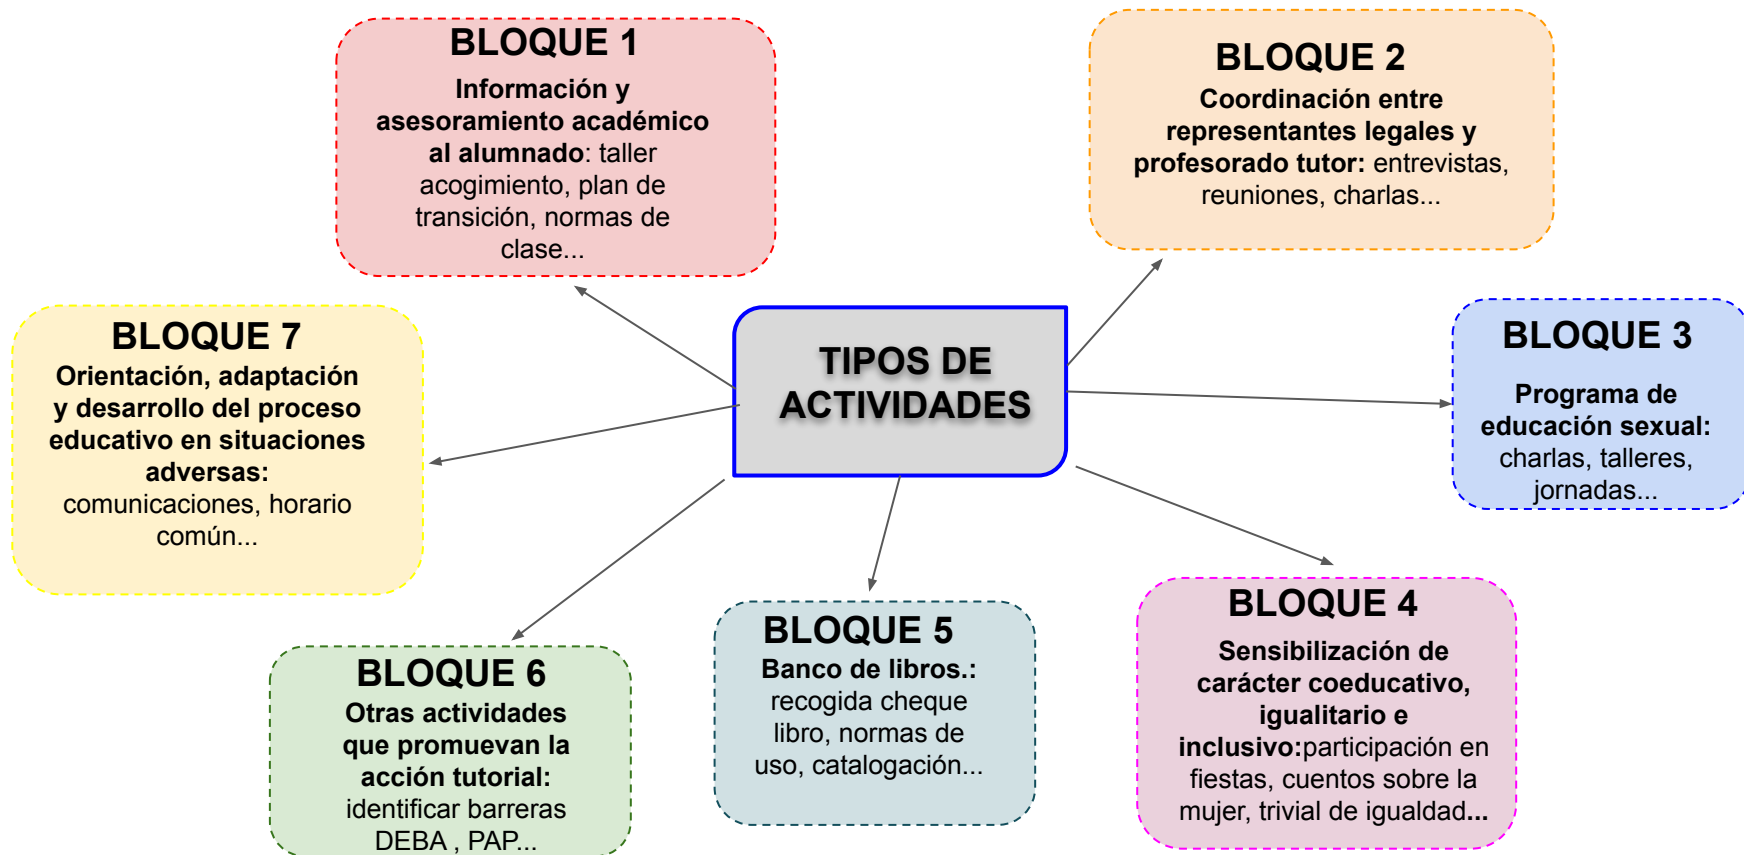 BLOQUE 1
Información y
asesoramiento académico
al alumnado: taller
acogimiento, plan de
transición, normas de
clase...
BLOQUE 2
Coordinación entre
representantes legales y
profesorado tutor: entrevistas,
reuniones, charlas...
TIPOS DE
ACTIVIDADES
BLOQUE 3
Programa de
educación sexual:
charlas, talleres,
jornadas...
BLOQUE 7
Orientación, adaptación
y desarrollo del proceso
educativo en situaciones
adversas:
comunicaciones, horario
común...
BLOQUE 6
Otras actividades
que promuevan la
acción tutorial:
identificar barreras
DEBA , PAP...
BLOQUE 5
Banco de libros.:
recogida cheque
libro, normas de
uso, catalogación...
BLOQUE 4
Sensibilización de
carácter coeducativo,
igualitario e
inclusivo:participación en
fiestas, cuentos sobre la
mujer, trivial de igualdad...